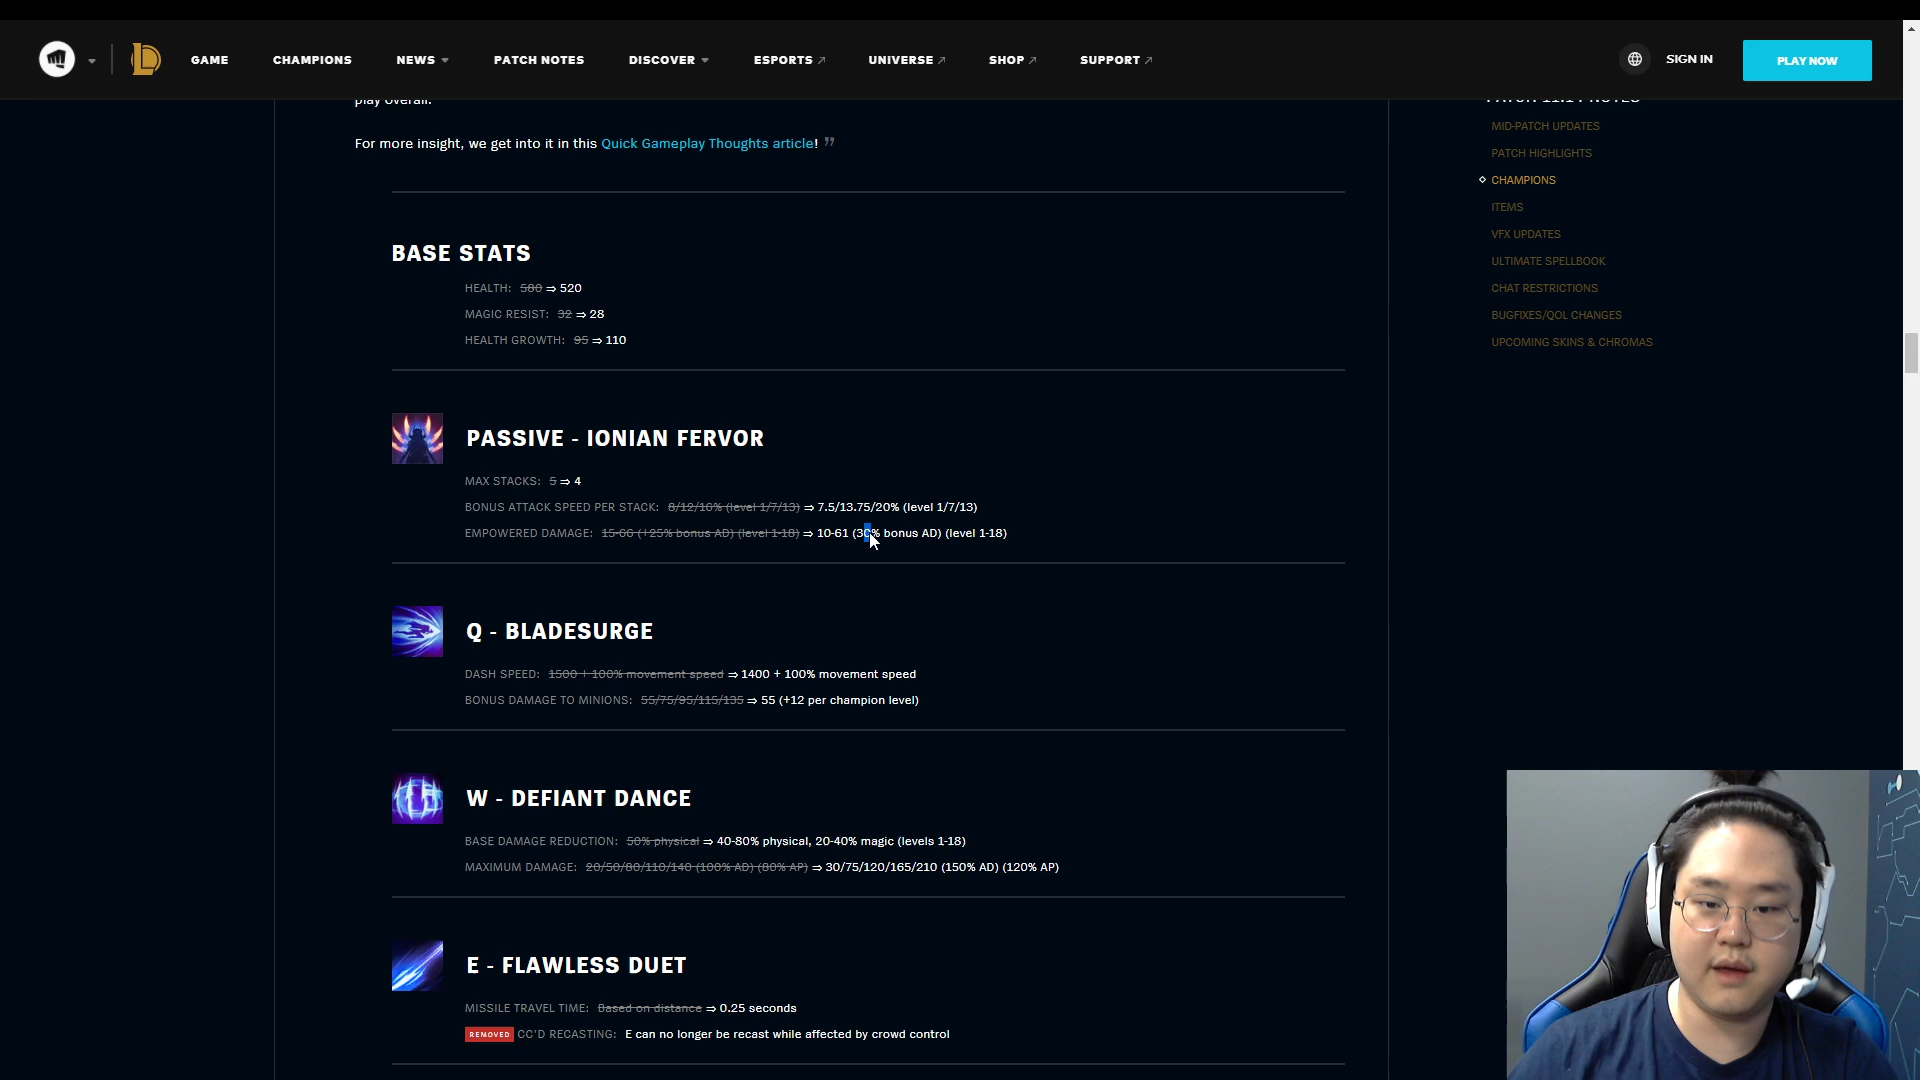 GAME
CHAMPIONS
NEWS
PATCH NOTES
DISCOVER
ESPORTS
UNIVERSE
SHOP
SUPPORT
SIGN IN
PLAY NOW
play overall.
For more insight, we get into it in this Quick Gameplay Thoughts article! ”
BASE STATS
HEALTH: 580 ⇒ 520
MAGIC RESIST: 32 ⇒ 28
HEALTH GROWTH: 95 ⇒ 110
PASSIVE - IONIAN FERVOR
MAX STACKS: 5 ⇒ 4
BONUS ATTACK SPEED PER STACK: 8/12/16% (level 1/7/13) ⇒ 7.5/13.75/20% (level 1/7/13)
EMPOWERED DAMAGE: 15-66 (+25% bonus AD) (level 1-18) ⇒ 10-61 (30% bonus AD) (level 1-18)
Q - BLADESURGE
DASH SPEED: 1500 + 100% movement speed ⇒ 1400 + 100% movement speed
BONUS DAMAGE TO MINIONS: 55/75/95/115/135 ⇒ 55 (+12 per champion level)
W - DEFIANT DANCE
BASE DAMAGE REDUCTION: 50% physical ⇒ 40-80% physical, 20-40% magic (levels 1-18)
MAXIMUM DAMAGE: 20/50/80/110/140 (100% AD) (80% AP) ⇒ 30/75/120/165/210 (150% AD) (120% AP)
E - FLAWLESS DUET
MISSILE TRAVEL TIME: Based on distance ⇒ 0.25 seconds
REMOVED CC'D RECASTING: E can no longer be recast while affected by crowd control
PATCH 11.14 NOTES
MID-PATCH UPDATES
PATCH HIGHLIGHTS
CHAMPIONS
ITEMS
VFX UPDATES
ULTIMATE SPELLBOOK
CHAT RESTRICTIONS
BUGFIXES/QOL CHANGES
UPCOMING SKINS & CHROMAS